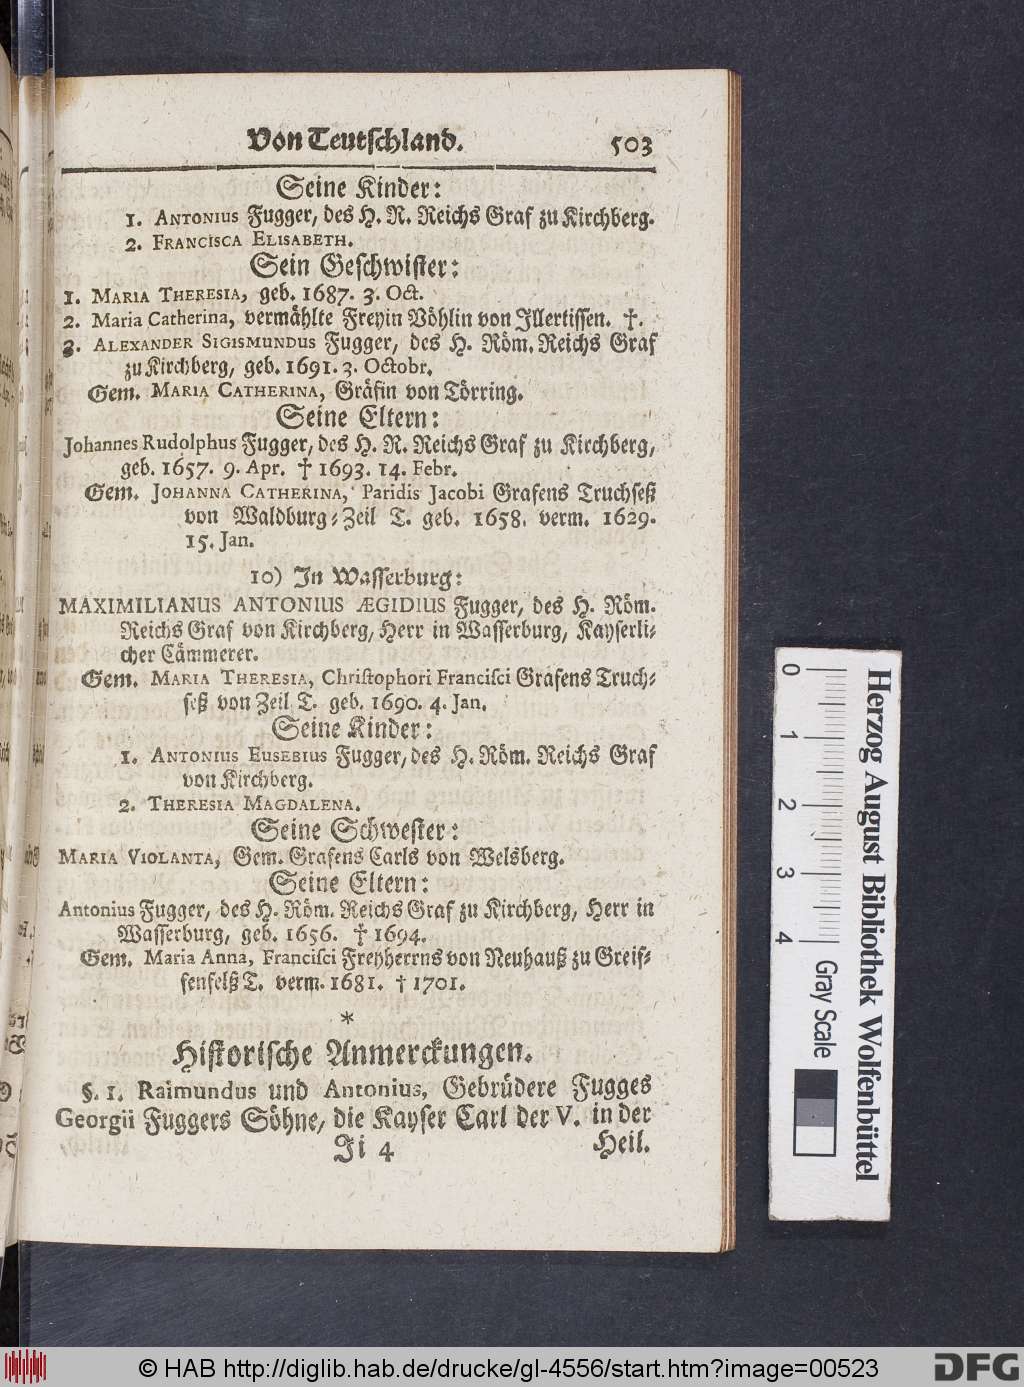 Von Teutschland. 503
Seine Kinder:
1. ANTONIUS Fugger, des H. R. Reichs Graf zu Kirchberg.
2. FRANCISCA ELISABETH.
Sein Geschwister:
1. MARIA THERESIA, geb. 1687. 3. Oct.
2. Maria Catherina, vermählte Freyin Vöhlin von Illertissen. †.
3. ALEXANDER SIGISMUNDUS Fugger, des H. Röm. Reichs Graf
zu Kirchberg, geb. 1691. 3. Octobr.
Gem. MARIA CATHERINA, Gräfin von Törring.
Seine Eltern:
Johannes Rudolphus Fugger, des H. R. Reichs Graf zu Kirchberg,
geb. 1657. 9. Apr. † 1693. 14. Febr.
Gem. JOHANNA CATHERINA, Paridis Jacobi Grafens Truchseß
von Waldburg-Zeil T. geb. 1658. verm. 1629.
15. Jan.
10) In Wasserburg:
MAXIMILIANUS ANTONIUS ÆGIDIUS Fugger, des H. Röm.
Reichs Graf von Kirchberg, Herr in Wasserburg, Kayserli-
cher Cämmerer.
Gem. MARIA THERESIA, Christophori Francisci Grafens Truch-
seß von Zeil T. geb. 1690. 4. Jan.
Seine Kinder:
1. ANTONIUS EUSEBIUS Fugger, des H. Röm. Reichs Graf
von Kirchberg.
2. THERESIA MAGDALENA.
Seine Schwester:
MARIA VIOLANTA, Gem. Grafens Carls von Welsberg.
Seine Eltern:
Antonius Fugger, des H. Röm. Reichs Graf zu Kirchberg, Herr in
Wasserburg, geb. 1656. † 1694.
Gem. Maria Anna, Francisci Freyherrns von Neuhauß zu Greif-
fenfelß T. verm. 1681. † 1701.
*
Historische Anmerckungen.
§. 1. Raimundus und Antonius, Gebrüdere Fugges
Georgii Fuggers Söhne, die Kayser Carl der V. in der
Ji 4 Heil.
0 1 2 3 4 Gray Scale
Herzog August Bibliothek Wolfenbüttel
© HAB http://diglib.hab.de/drucke/gl-4556/start.htm?image=00523
DFG